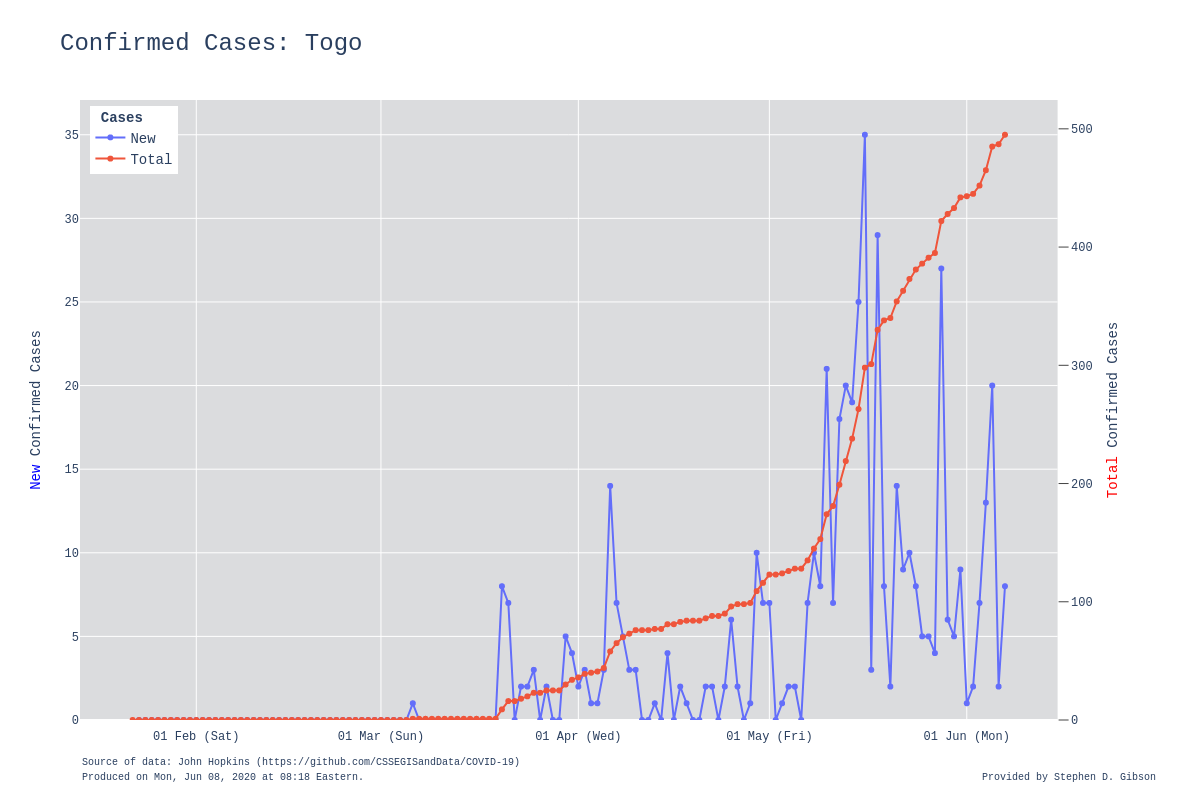 Confirmed Cases: Togo
Cases
New
Total
35
30
25
20
15
10
5
0
500
400
300
200
100
0
New Confirmed Cases
Total Confirmed Cases
01 Feb (Sat)
01 Mar (Sun)
01 Apr (Wed)
01 May (Fri)
01 Jun (Mon)
Source of data: John Hopkins (https://github.com/CSSEGISandData/COVID-19)
Produced on Mon, Jun 08, 2020 at 08:18 Eastern.
Provided by Stephen D. Gibson